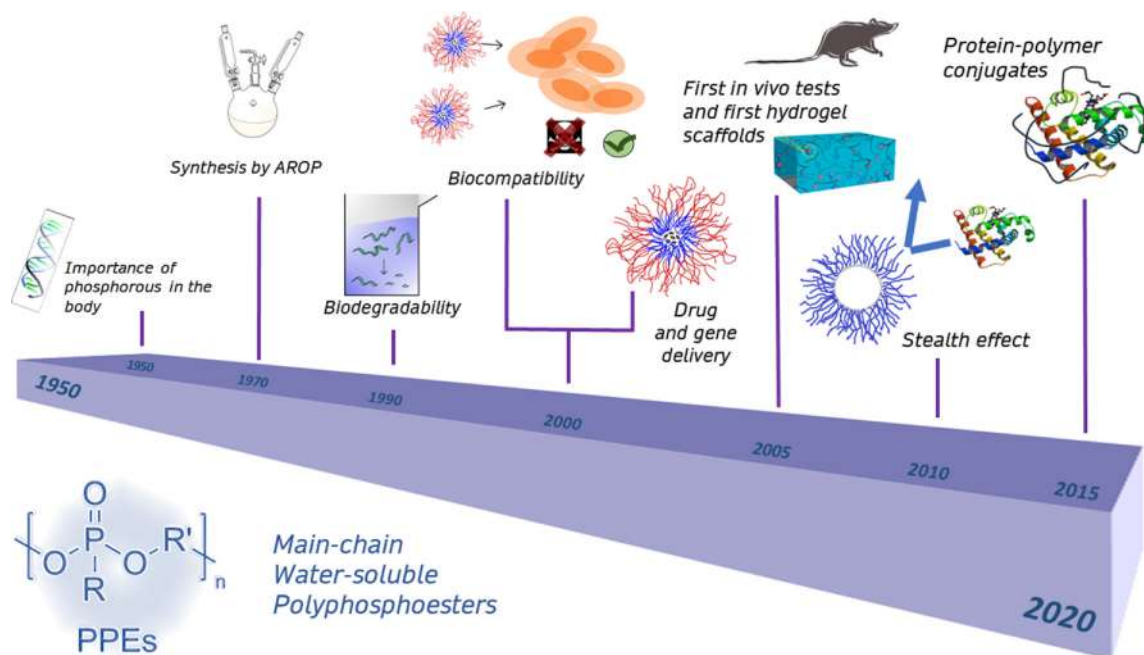 Synthesis by AROP
Biocompatibility
First in vivo tests
and first hydrogel
scaffolds
Protein-polymer
conjugates
Importance of
phosphorous in the
body
Biodegradability
Drug
and gene
delivery
Stealth effect
1950
1950
1970
1990
2000
2005
2010
2015
2020
O
P
O
O
R'
R
n
PPEs
Main-chain
Water-soluble
Polyphosphoesters